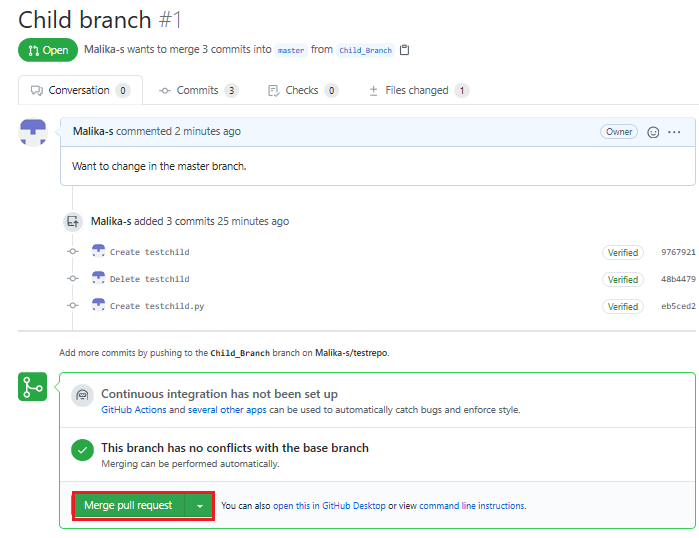 Child branch #1
Open Malika-s wants to merge 3 commits into master from Child_Branch
Conversation 0 Commits 3 Checks 0 Files changed 1
Malika-s commented 2 minutes ago Owner ...
Want to change in the master branch.
Malika-s added 3 commits 25 minutes ago
Create testchild Verified 9767921
Delete testchild Verified 48b4479
Create testchild.py Verified eb5ced2
Add more commits by pushing to the Child_Branch branch on Malika-s/testrepo.
Continuous integration has not been set up
GitHub Actions and several other apps can be used to automatically catch bugs and enforce style.
This branch has no conflicts with the base branch
Merging can be performed automatically.
Merge pull request You can also open this in GitHub Desktop or view command line instructions.